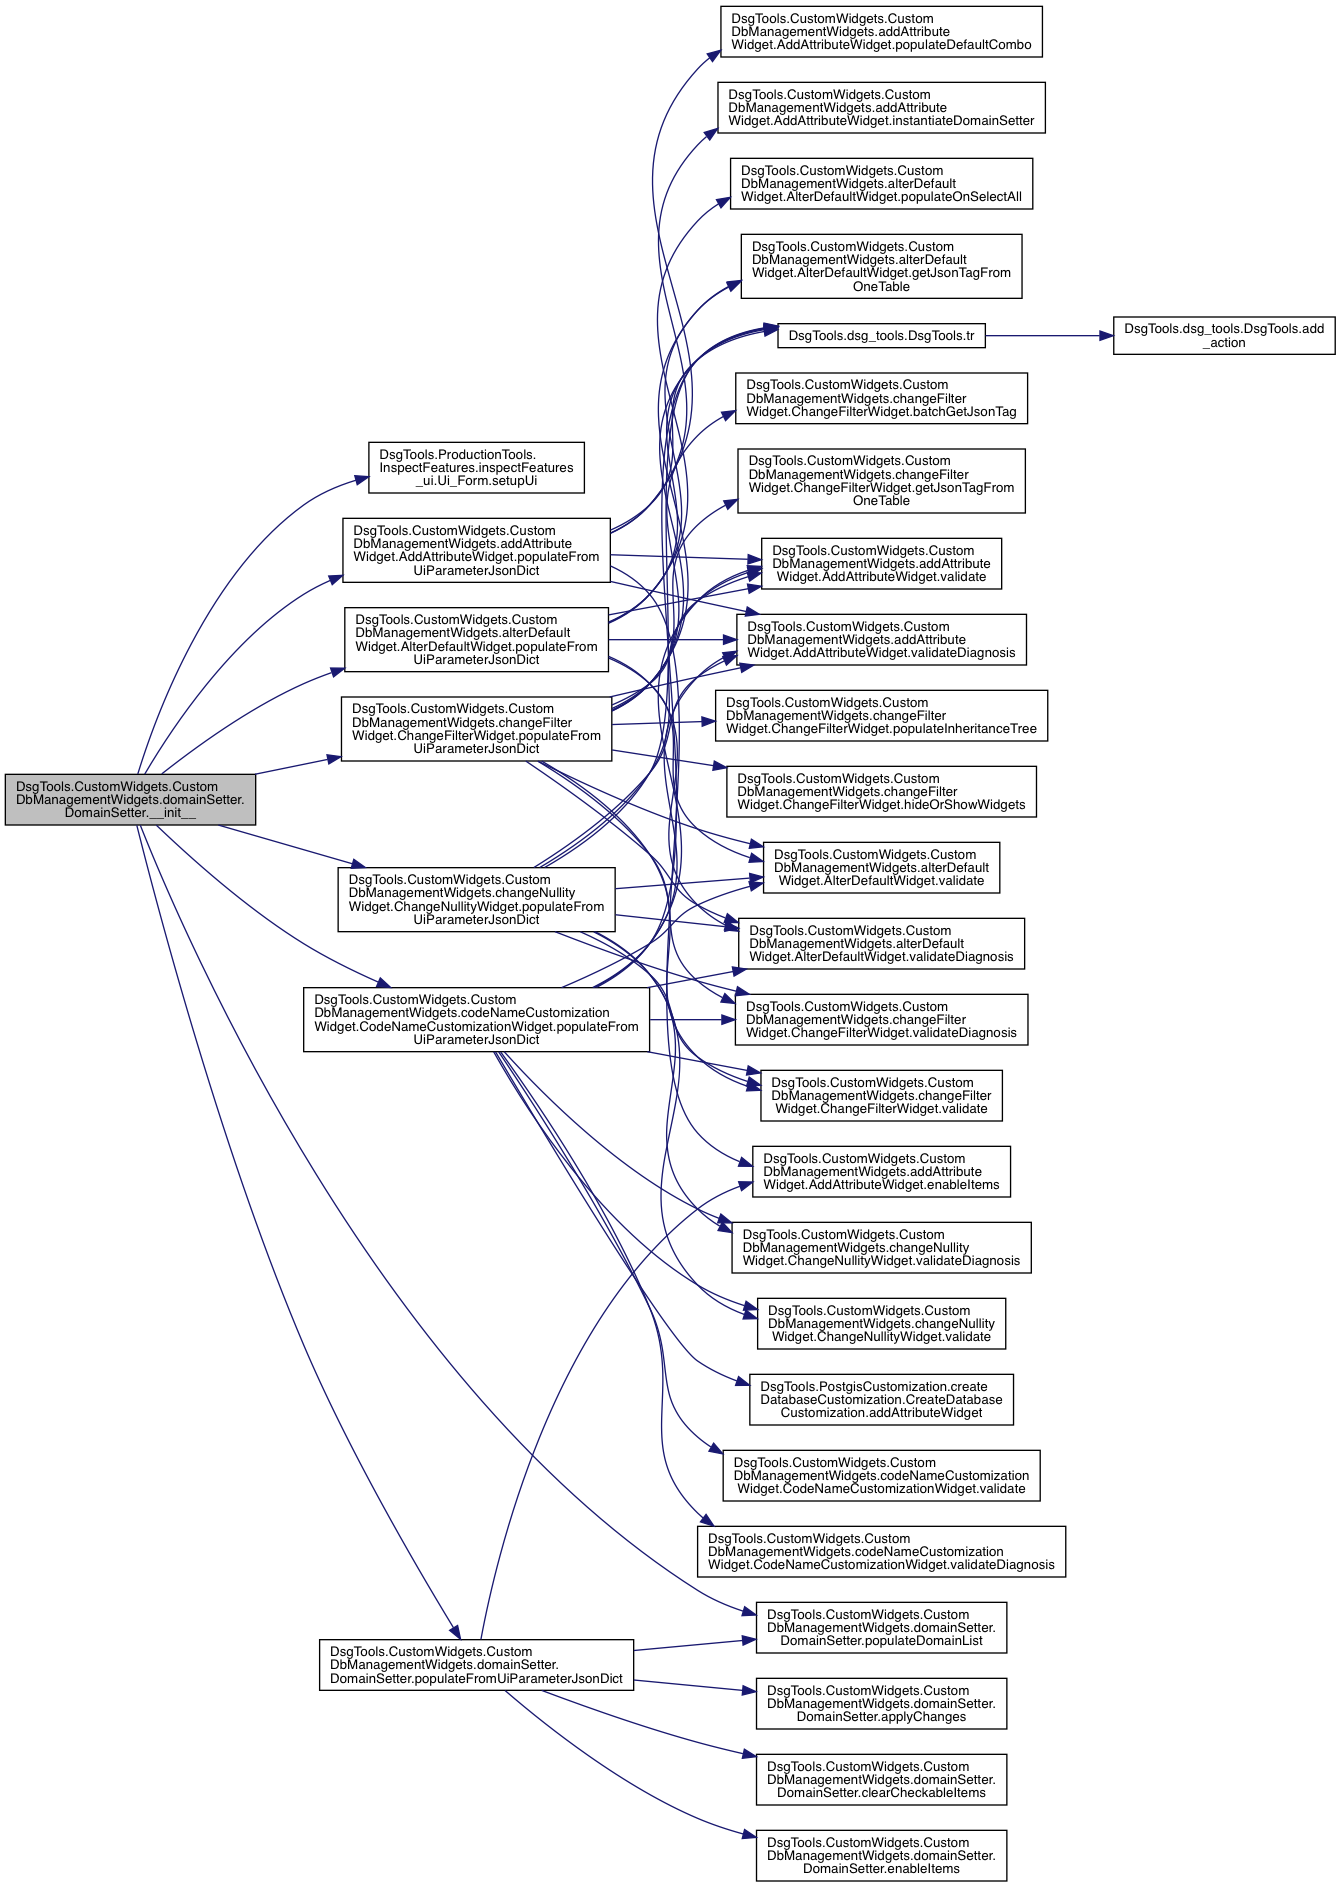 DsgTools.CustomWidgets.Custom
DbManagementWidgets.domainSetter.
DomainSetter.__init__
DsgTools.ProductionTools.
InspectFeatures.inspectFeatures
_ui.Ui_Form.setupUi
DsgTools.CustomWidgets.Custom
DbManagementWidgets.addAttribute
Widget.AddAttributeWidget.populateFrom
UiParameterJsonDict
DsgTools.CustomWidgets.Custom
DbManagementWidgets.alterDefault
Widget.AlterDefaultWidget.populateFrom
UiParameterJsonDict
DsgTools.CustomWidgets.Custom
DbManagementWidgets.changeFilter
Widget.ChangeFilterWidget.populateFrom
UiParameterJsonDict
DsgTools.CustomWidgets.Custom
DbManagementWidgets.changeNullity
Widget.ChangeNullityWidget.populateFrom
UiParameterJsonDict
DsgTools.CustomWidgets.Custom
DbManagementWidgets.codeNameCustomization
Widget.CodeNameCustomizationWidget.populateFrom
UiParameterJsonDict
DsgTools.CustomWidgets.Custom
DbManagementWidgets.domainSetter.
DomainSetter.populateFromUiParameterJsonDict
DsgTools.CustomWidgets.Custom
DbManagementWidgets.addAttribute
Widget.AddAttributeWidget.populateDefaultCombo
DsgTools.CustomWidgets.Custom
DbManagementWidgets.addAttribute
Widget.AddAttributeWidget.instantiateDomainSetter
DsgTools.CustomWidgets.Custom
DbManagementWidgets.alterDefault
Widget.AlterDefaultWidget.populateOnSelectAll
DsgTools.CustomWidgets.Custom
DbManagementWidgets.alterDefault
Widget.AlterDefaultWidget.getJsonTagFrom
OneTable
DsgTools.dsg_tools.DsgTools.tr
DsgTools.dsg_tools.DsgTools.add
_action
DsgTools.CustomWidgets.Custom
DbManagementWidgets.changeFilter
Widget.ChangeFilterWidget.batchGetJsonTag
DsgTools.CustomWidgets.Custom
DbManagementWidgets.changeFilter
Widget.ChangeFilterWidget.getJsonTagFrom
OneTable
DsgTools.CustomWidgets.Custom
DbManagementWidgets.addAttribute
Widget.AddAttributeWidget.validate
DsgTools.CustomWidgets.Custom
DbManagementWidgets.addAttribute
Widget.AddAttributeWidget.validateDiagnosis
DsgTools.CustomWidgets.Custom
DbManagementWidgets.changeFilter
Widget.ChangeFilterWidget.populateInheritanceTree
DsgTools.CustomWidgets.Custom
DbManagementWidgets.changeFilter
Widget.ChangeFilterWidget.hideOrShowWidgets
DsgTools.CustomWidgets.Custom
DbManagementWidgets.alterDefault
Widget.AlterDefaultWidget.validate
DsgTools.CustomWidgets.Custom
DbManagementWidgets.alterDefault
Widget.AlterDefaultWidget.validateDiagnosis
DsgTools.CustomWidgets.Custom
DbManagementWidgets.changeFilter
Widget.ChangeFilterWidget.validateDiagnosis
DsgTools.CustomWidgets.Custom
DbManagementWidgets.changeFilter
Widget.ChangeFilterWidget.validate
DsgTools.CustomWidgets.Custom
DbManagementWidgets.addAttribute
Widget.AddAttributeWidget.enableItems
DsgTools.CustomWidgets.Custom
DbManagementWidgets.changeNullity
Widget.ChangeNullityWidget.validateDiagnosis
DsgTools.CustomWidgets.Custom
DbManagementWidgets.changeNullity
Widget.ChangeNullityWidget.validate
DsgTools.PostgisCustomization.create
DatabaseCustomization.CreateDatabase
Customization.addAttributeWidget
DsgTools.CustomWidgets.Custom
DbManagementWidgets.codeNameCustomization
Widget.CodeNameCustomizationWidget.validate
DsgTools.CustomWidgets.Custom
DbManagementWidgets.codeNameCustomization
Widget.CodeNameCustomizationWidget.validateDiagnosis
DsgTools.CustomWidgets.Custom
DbManagementWidgets.domainSetter.
DomainSetter.populateDomainList
DsgTools.CustomWidgets.Custom
DbManagementWidgets.domainSetter.
DomainSetter.applyChanges
DsgTools.CustomWidgets.Custom
DbManagementWidgets.domainSetter.
DomainSetter.clearCheckableItems
DsgTools.CustomWidgets.Custom
DbManagementWidgets.domainSetter.
DomainSetter.enableItems